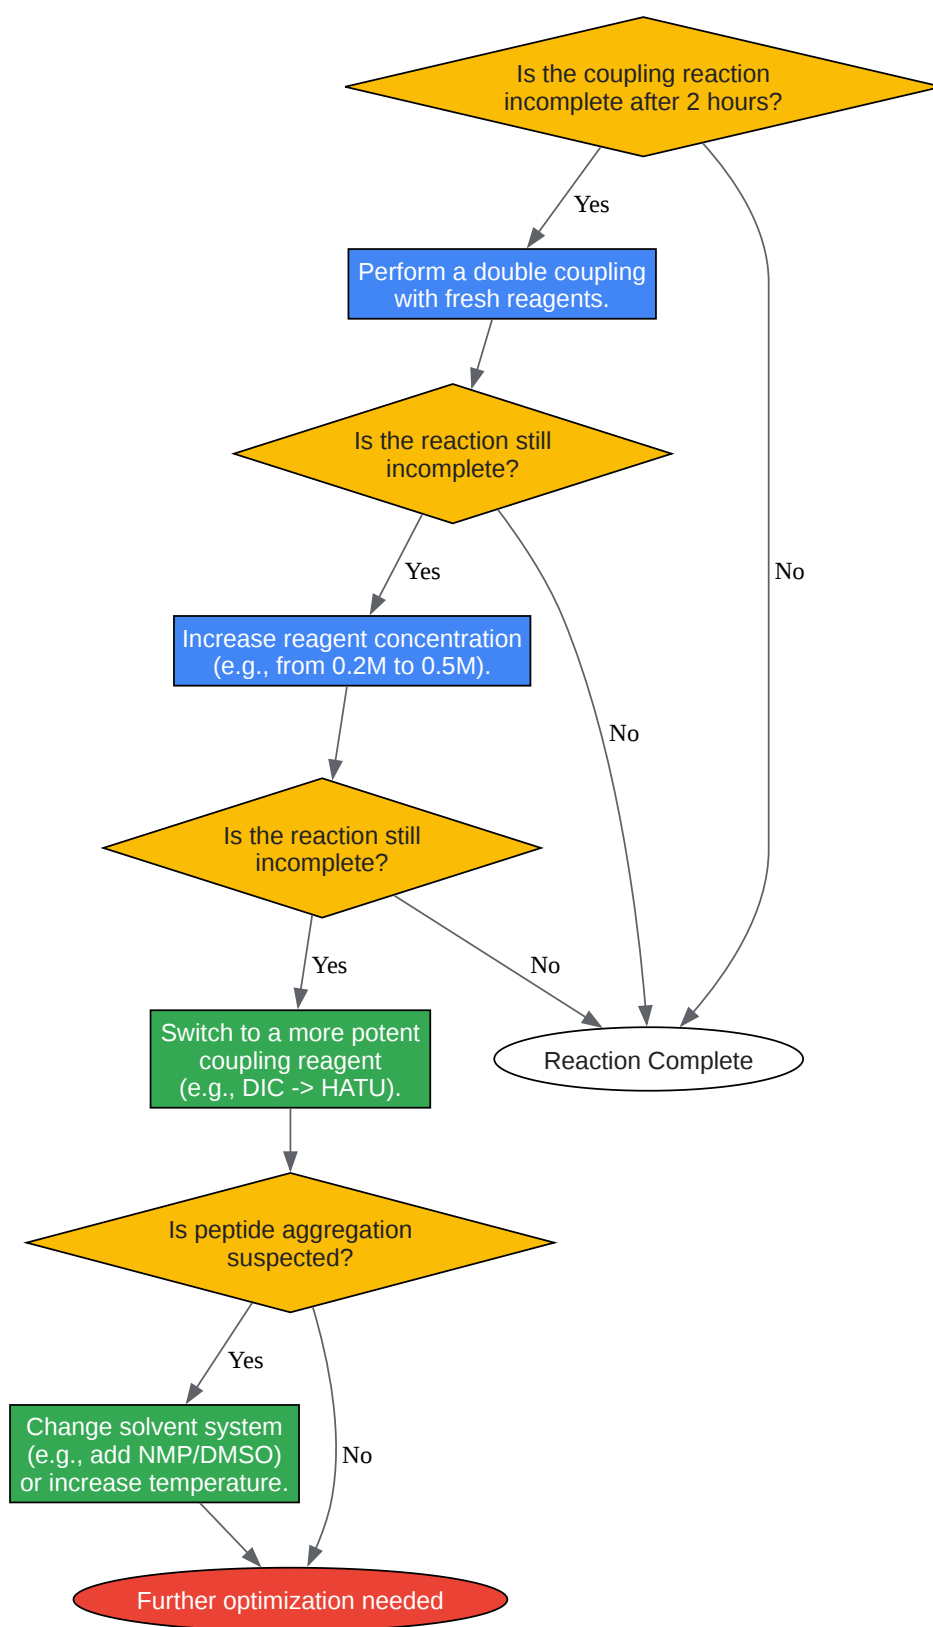 Is the coupling reaction
incomplete after 2 hours?
Yes
Perform a double coupling
with fresh reagents.
Is the reaction still
incomplete?
Yes
No
Increase reagent concentration
(e.g., from 0.2M to 0.5M).
No
Is the reaction still
incomplete?
Yes
No
Switch to a more potent
coupling reagent
(e.g., DIC -> HATU).
Reaction Complete
Is peptide aggregation
suspected?
Yes
No
Change solvent system
(e.g., add NMP/DMSO)
or increase temperature.
Further optimization needed